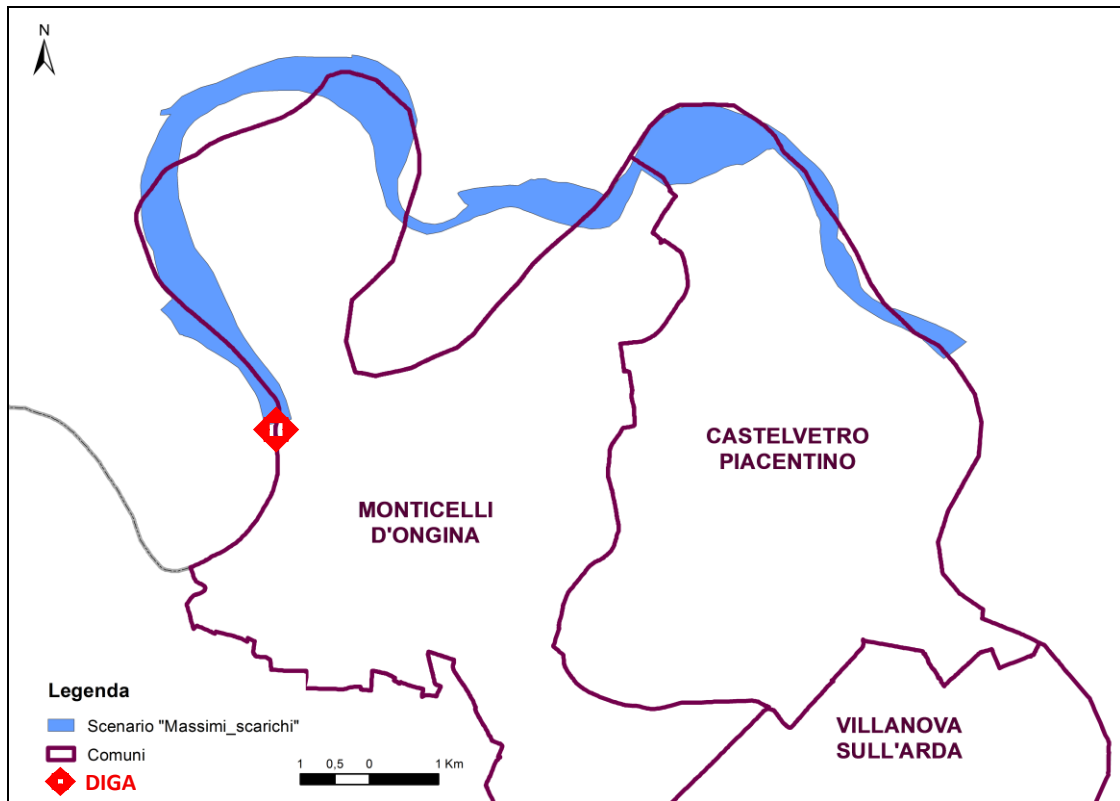 N
CASTELVETRO
PIACENTINO
MONTICELLI
D'ONGINA
VILLANOVA
SULL'ARDA
Legenda
Scenario "Massimi_scarichi"
Comuni
DIGA
1 0,5 0 1 Km